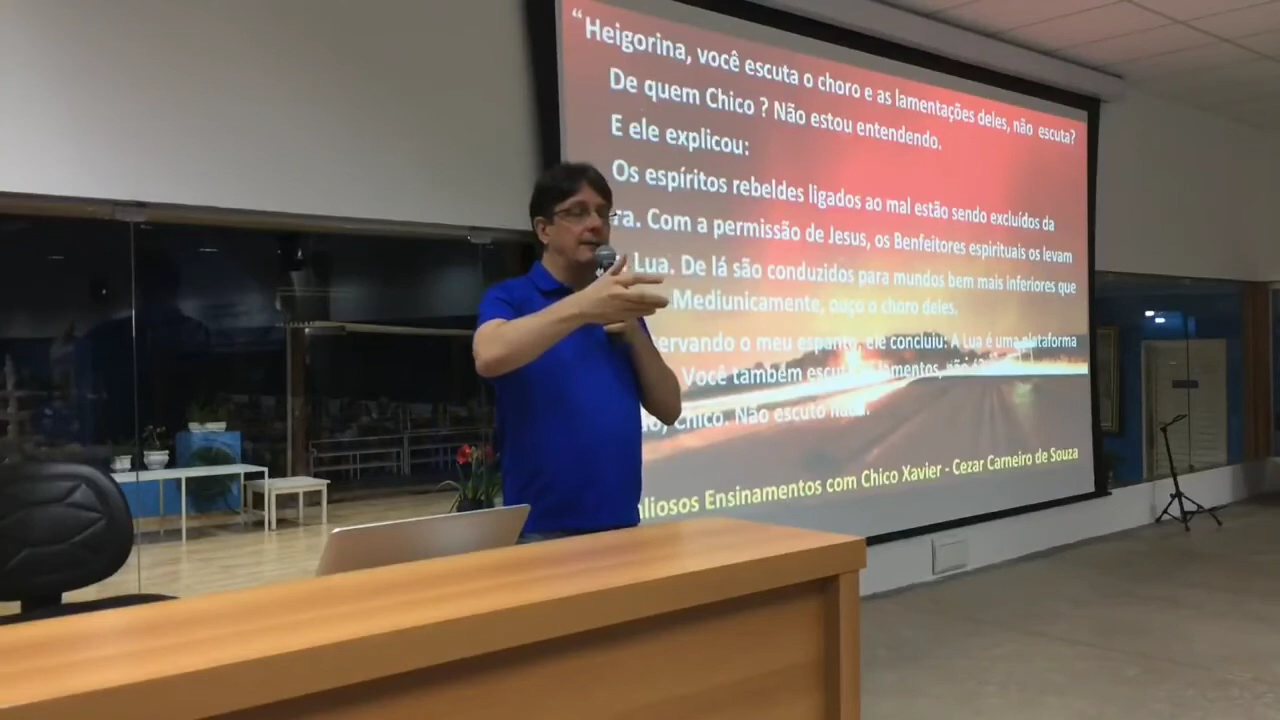 “Heigorina, você escuta o choro e as lamentações deles, não escuta?
De quem Chico ? Não estou entendendo.
E ele explicou:
Os espíritos rebeldes ligados ao mal estão sendo excluídos da
ra. Com a permissão de Jesus, os Benfeitores espirituais os levam
Lua. De lá são conduzidos para mundos bem mais inferiores que
Mediunicamente, ouço o choro deles.
ervando o meu espanto, ele concluiu: A Lua é uma plataforma
Você também escuta lamentos, não é?
Chico. Não escuto nada.
liosos Ensinamentos com Chico Xavier - Cezar Carneiro de Souza